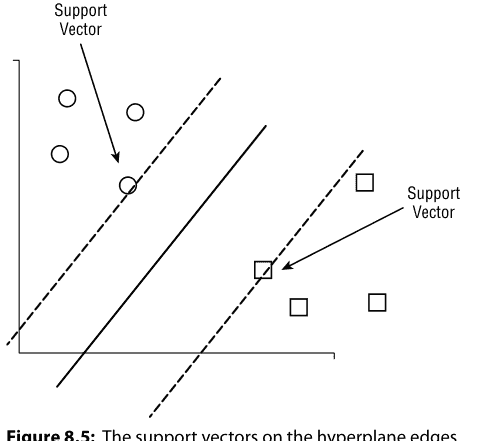 Support
Vector
Support
Vector
Figure 8.5: The support vectors on the hyperplane edges